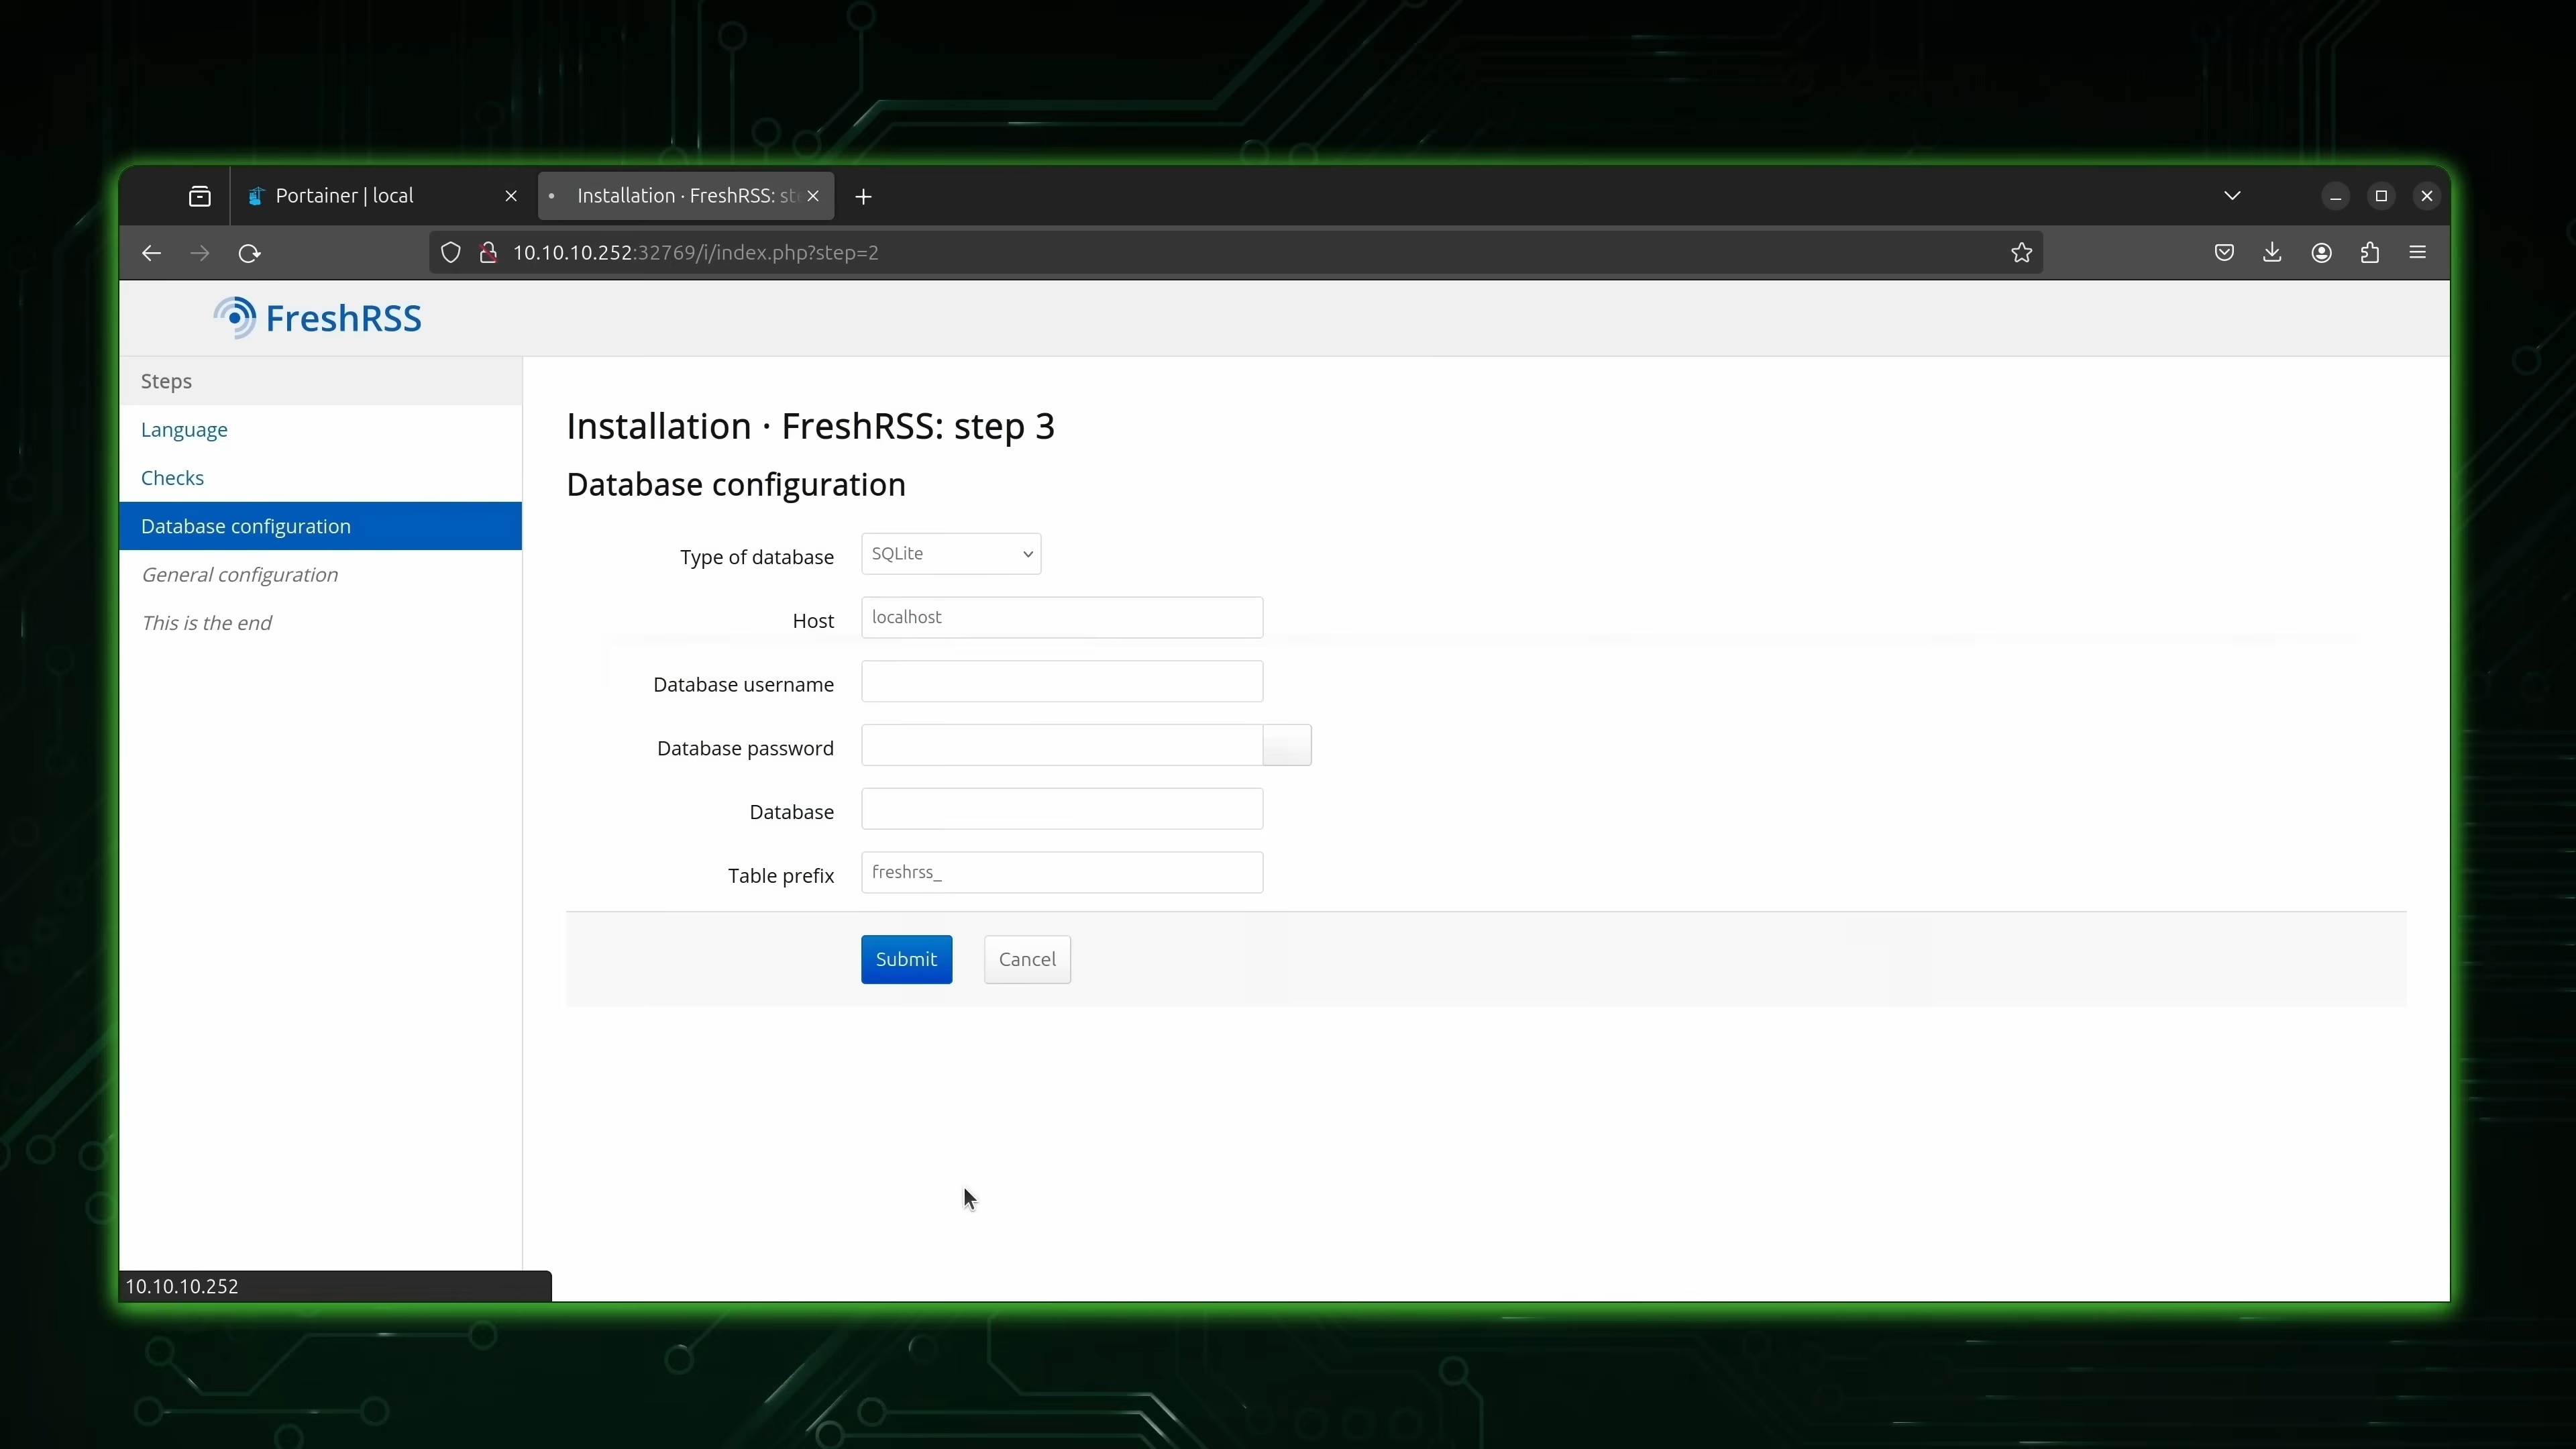 Portainer | local
Installation · FreshRSS: st
10.10.10.252:32769/i/index.php?step=2
FreshRSS
Steps
Language
Checks
Database configuration
General configuration
This is the end
Installation · FreshRSS: step 3
Database configuration
Type of database
SQLite
Host
localhost
Database username
Database password
Database
Table prefix
freshrss_
Submit
Cancel
10.10.10.252